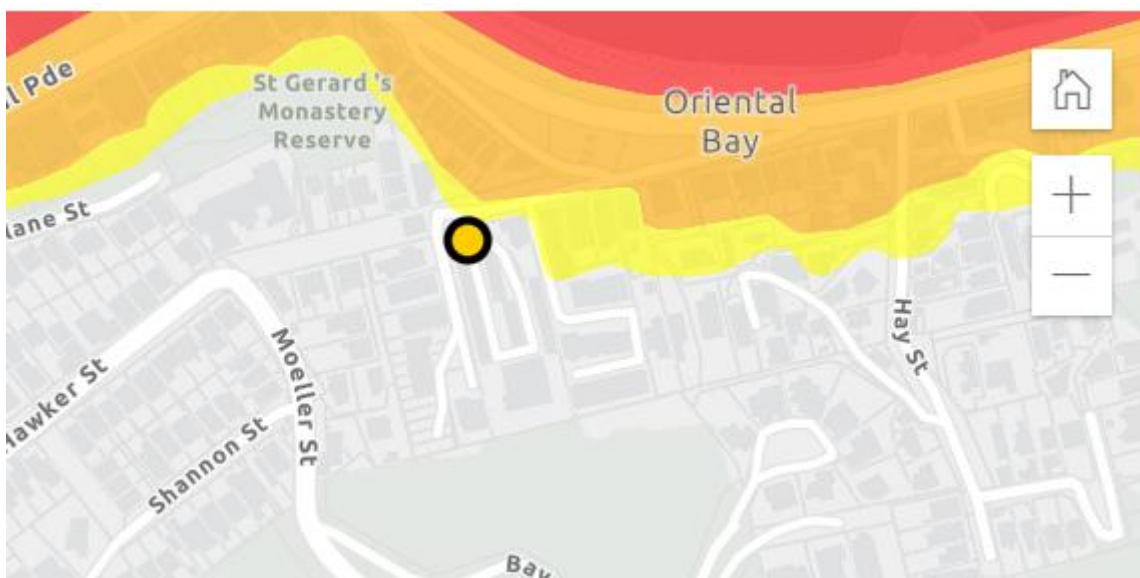 l Pde
St Gerard 's
Monastery
Reserve
Oriental
Bay
lane St
Hawker St
Moeller St
Shannon St
Hay St
Bay